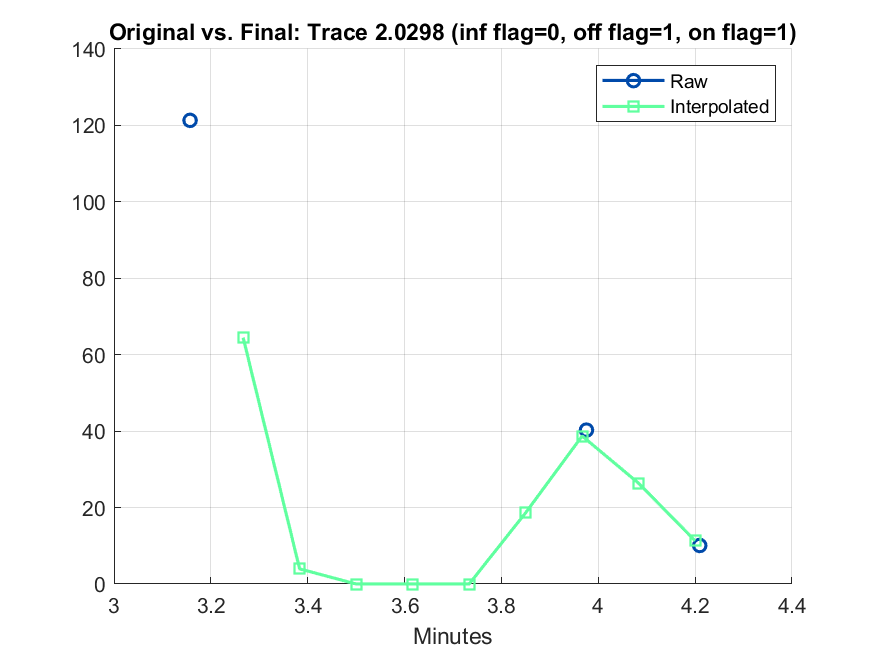 Original vs. Final: Trace 2.0298 (inf flag=0, off flag=1, on flag=1)
Raw
Interpolated
140
120
100
80
60
40
20
0
3 3.2 3.4 3.6 3.8 4 4.2 4.4
Minutes